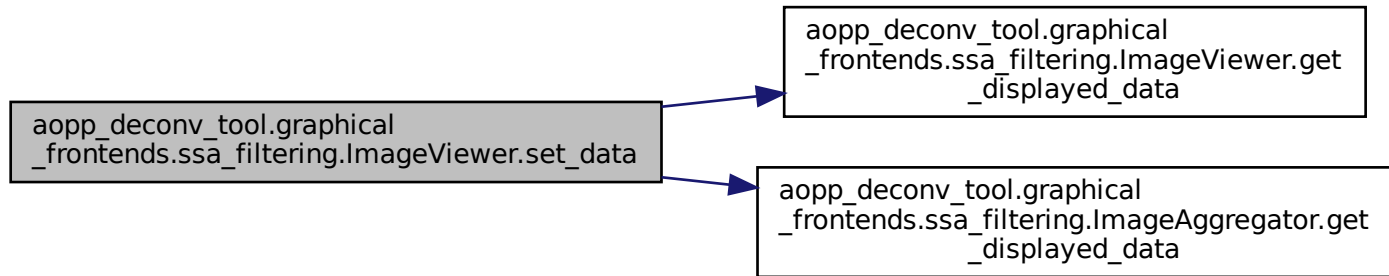 aopp_deconv_tool.graphical
_frontends.ssa_filtering.ImageViewer.set_data
aopp_deconv_tool.graphical
_frontends.ssa_filtering.ImageViewer.get
_displayed_data
aopp_deconv_tool.graphical
_frontends.ssa_filtering.ImageAggregator.get
_displayed_data